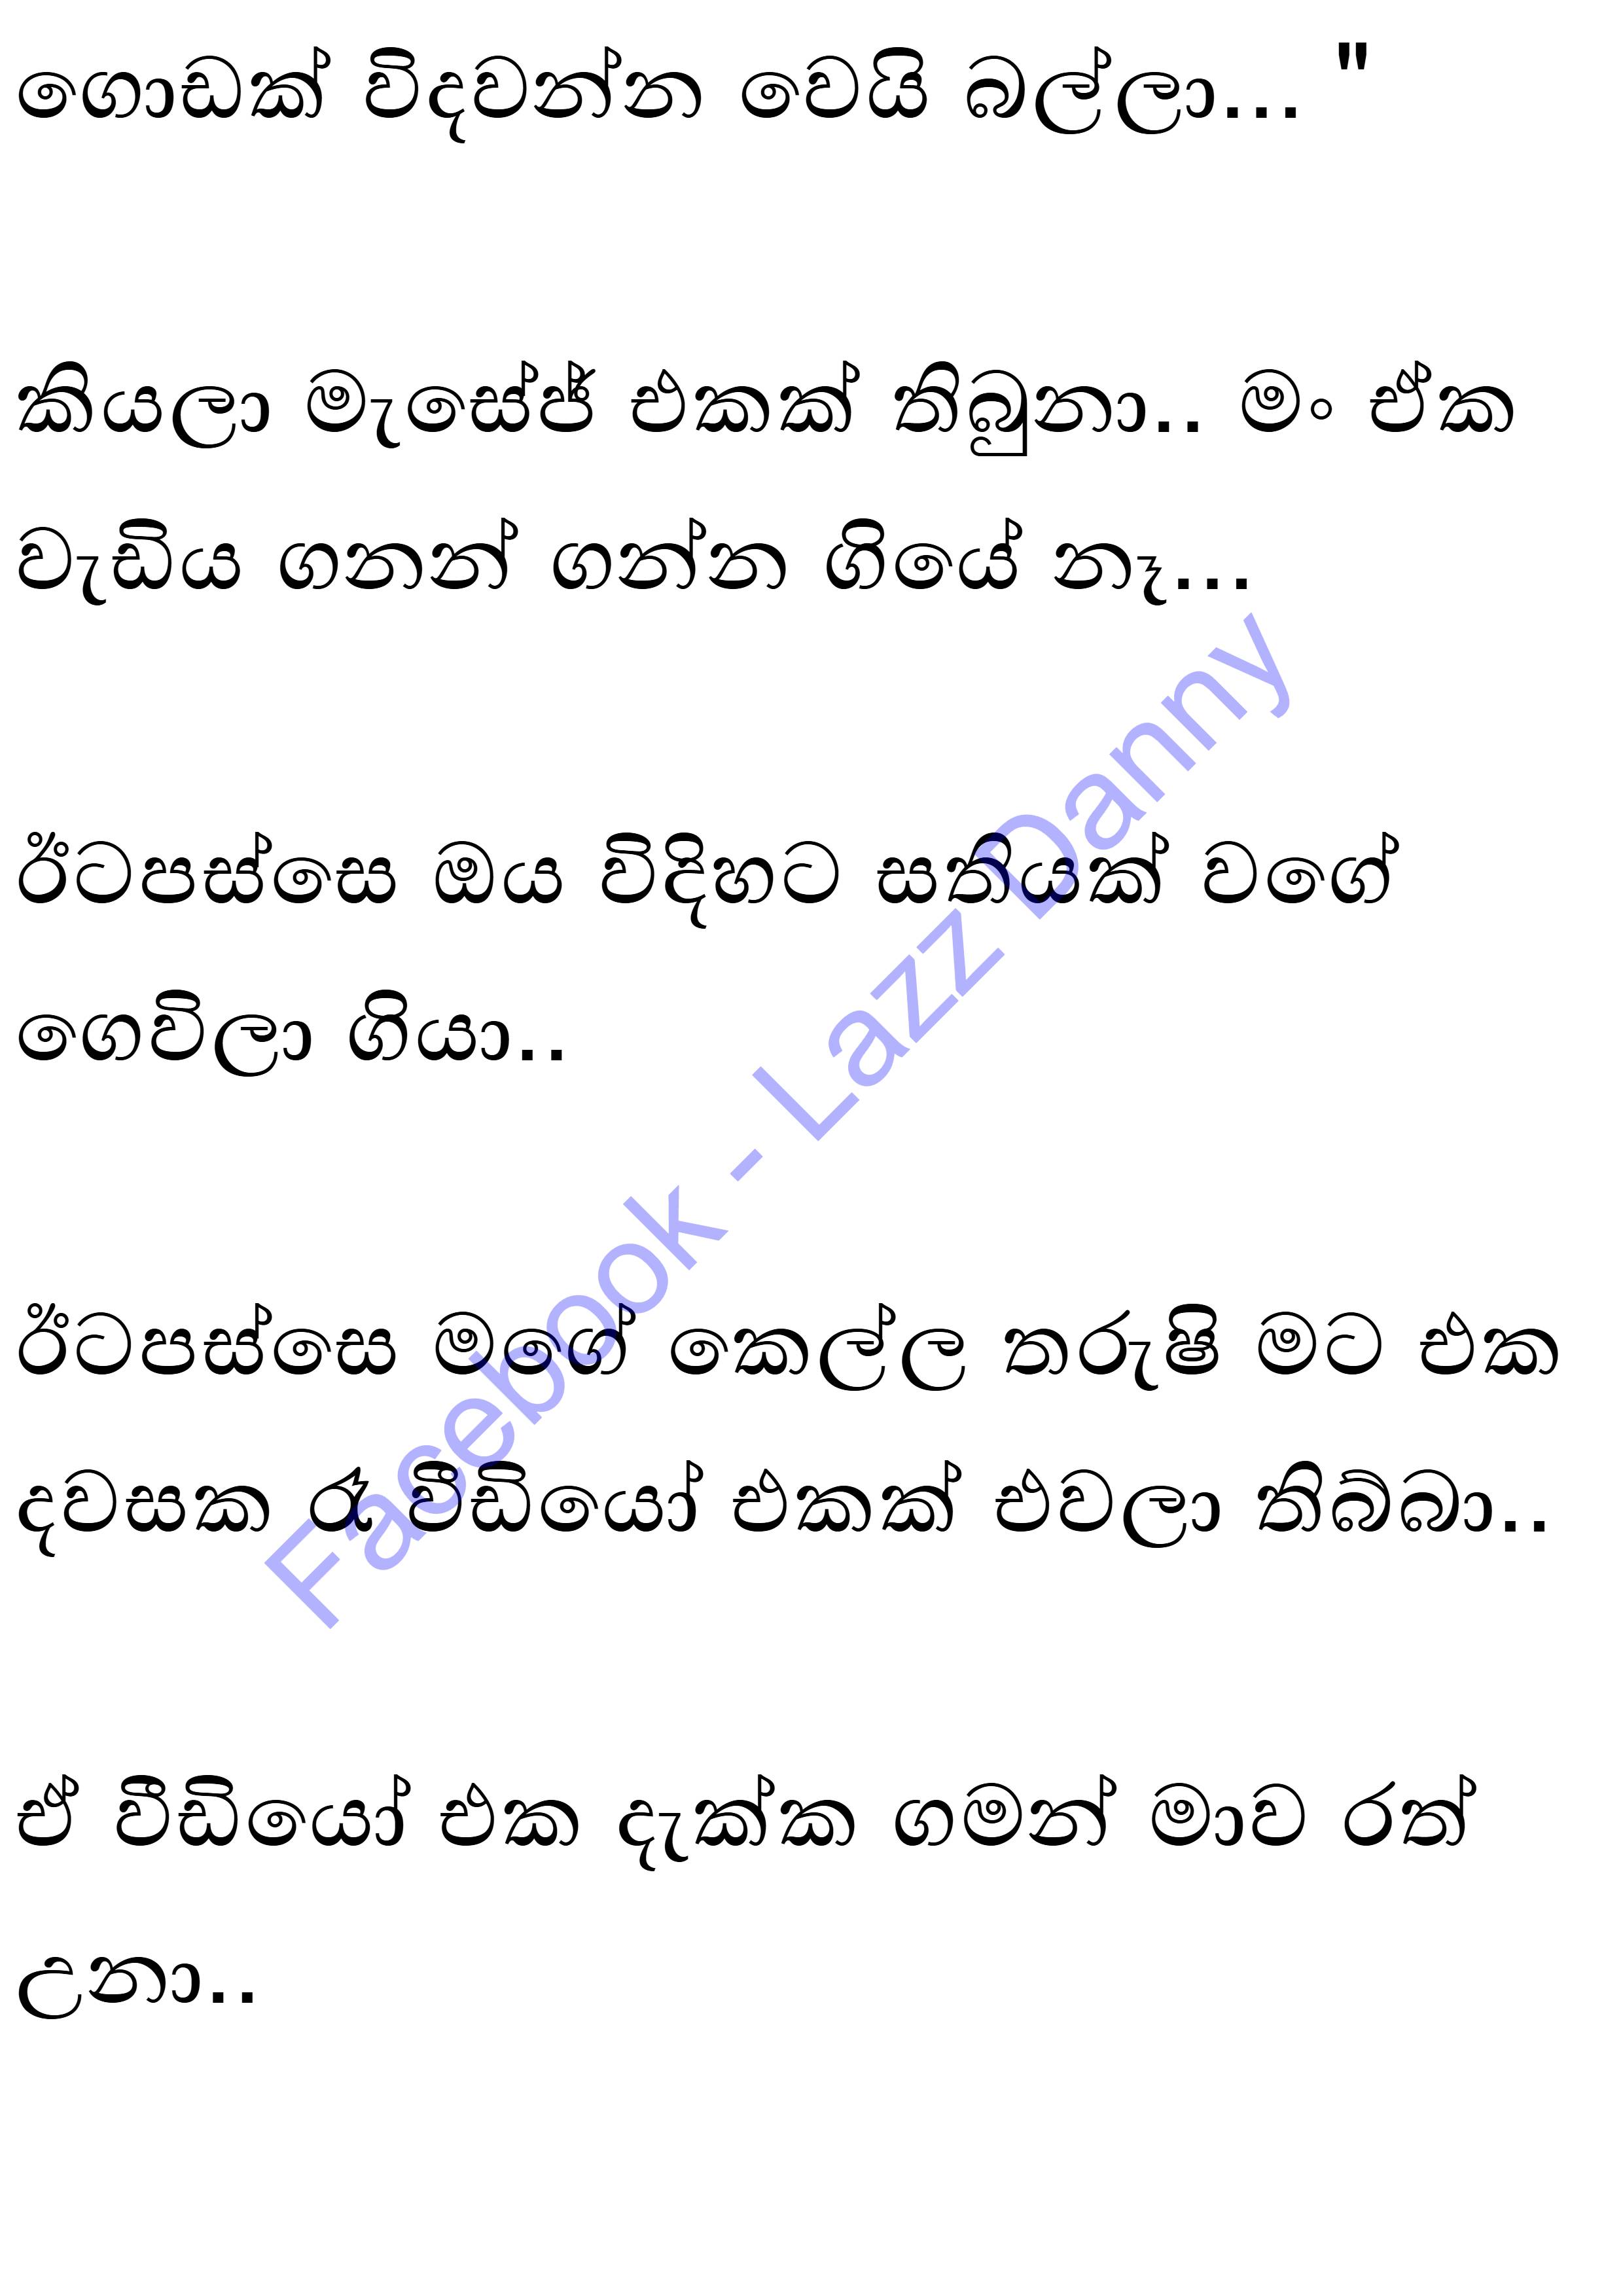 ගොඩක් විදවන්න වෙයි බල්ලා... "
කියලා මැසේජ් එකක් තිබුනා.. මං ඒක
වැඩිය ගනන් ගන්න ගියේ නෑ...
ඊටපස්සෙ ඔය විදිහට සතියක් වගේ
ගෙවිලා ගියා..
ඊටපස්සෙ මගේ කෙල්ල තරුෂි මට එක
දවසක රෑ වීඩියෝ එකක් එවලා තිබ්බා..
ඒ වීඩියෝ එක දැක්ක ගමන් මාව රත්
උනා..
Facebook - Lazz Danny